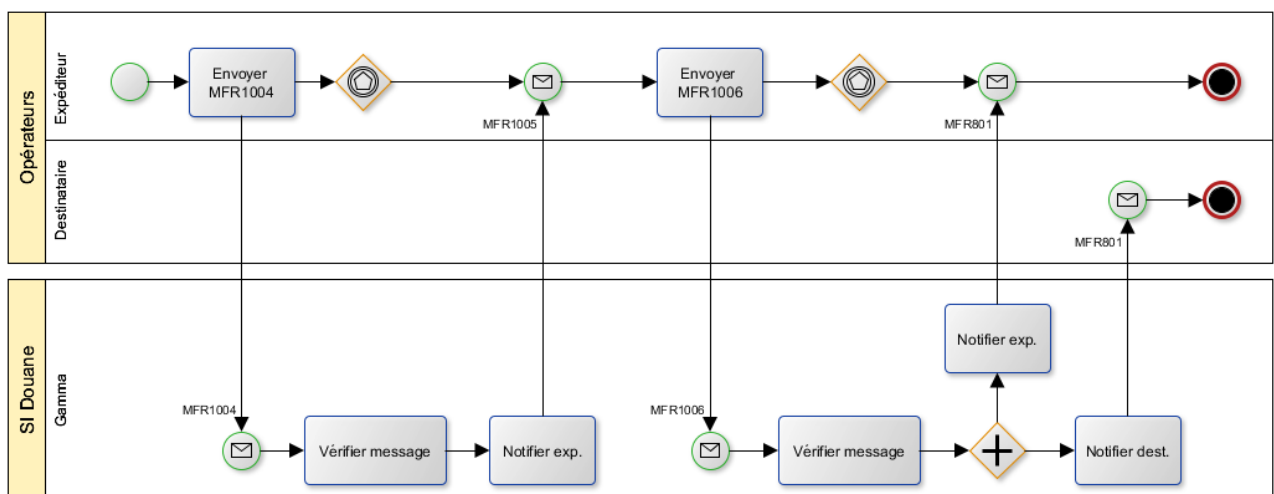 Opérateurs
Expéditeur
Envoyer
MFR1004
MFR1005
Envoyer
MFR1006
MFR801
Destinataire
MFR801
SI Douane
Gamma
MFR1004
Vérifier message
Notifier exp.
MFR1006
Vérifier message
Notifier exp.
Notifier dest.